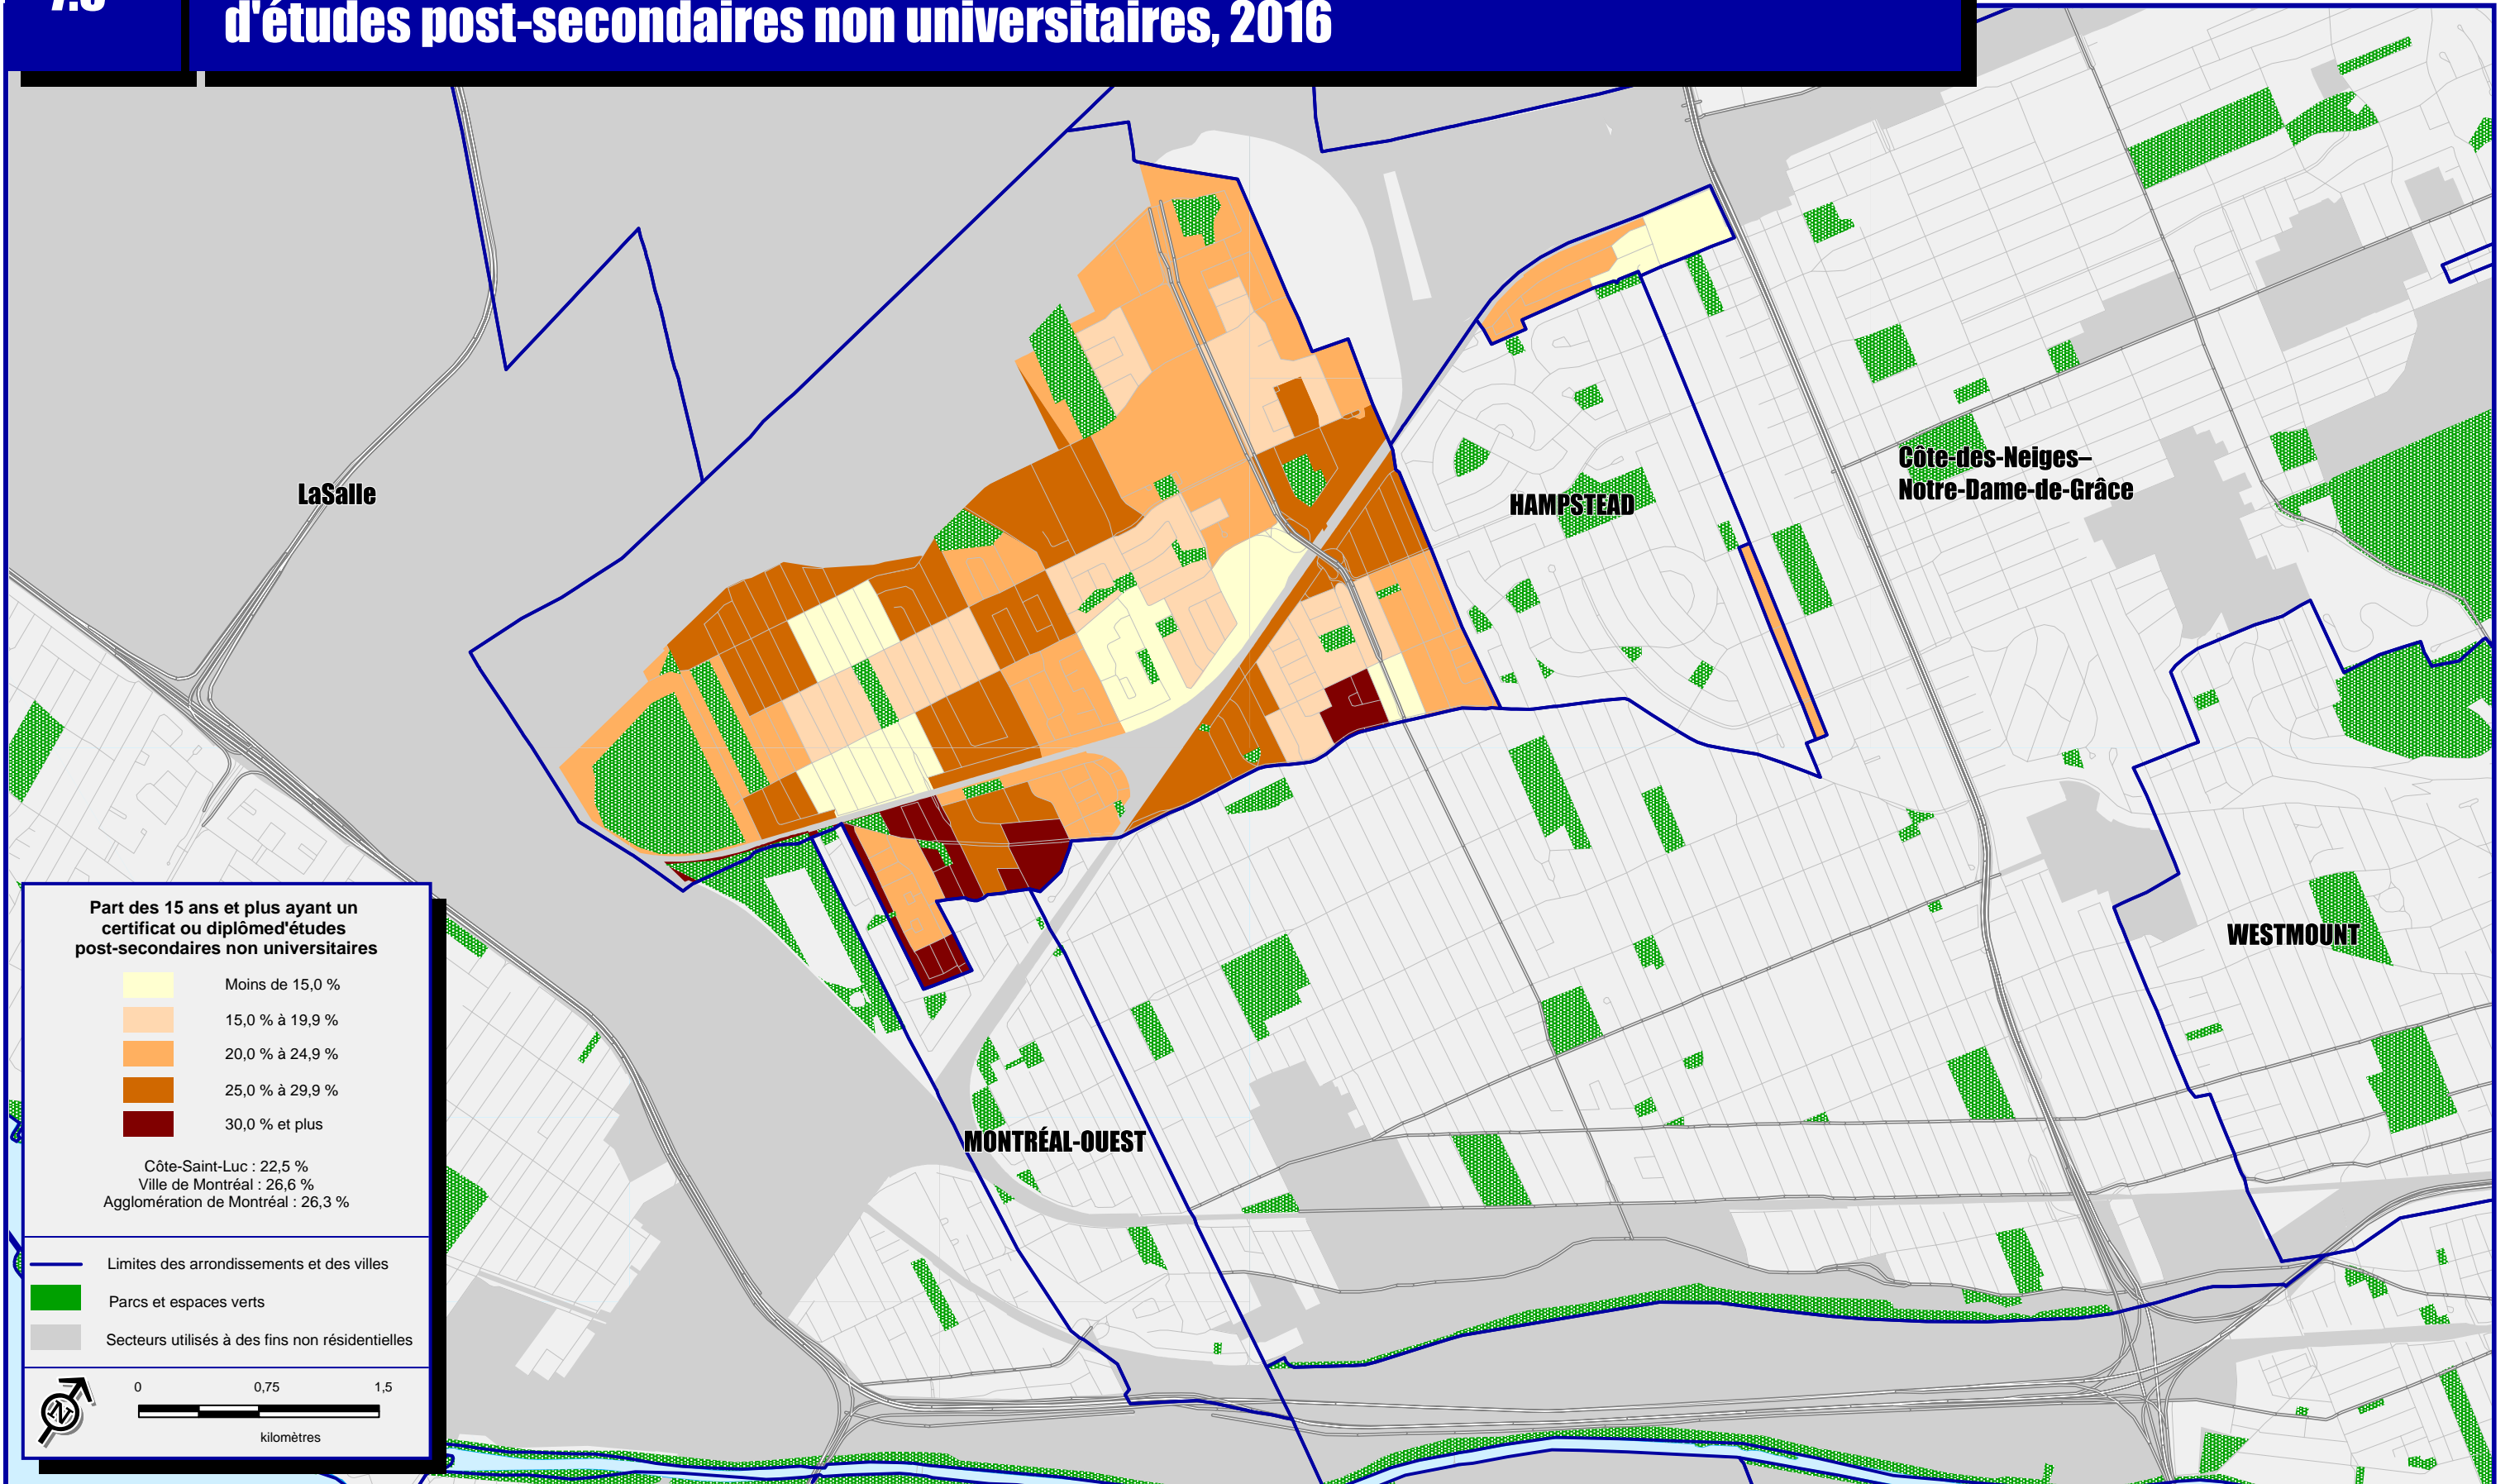 d'études post-secondaires non universitaires, 2016
LaSalle
HAMPSTEAD
Côte-des-Neiges–
Notre-Dame-de-Grâce
WESTMOUNT
MONTRÉAL-OUEST
Part des 15 ans et plus ayant un
certificat ou diplômed'études
post-secondaires non universitaires
Moins de 15,0 %
15,0 % à 19,9 %
20,0 % à 24,9 %
25,0 % à 29,9 %
30,0 % et plus
Côte-Saint-Luc : 22,5 %
Ville de Montréal : 26,6 %
Agglomération de Montréal : 26,3 %
Limites des arrondissements et des villes
Parcs et espaces verts
Secteurs utilisés à des fins non résidentielles
N
0 0,75 1,5
kilomètres